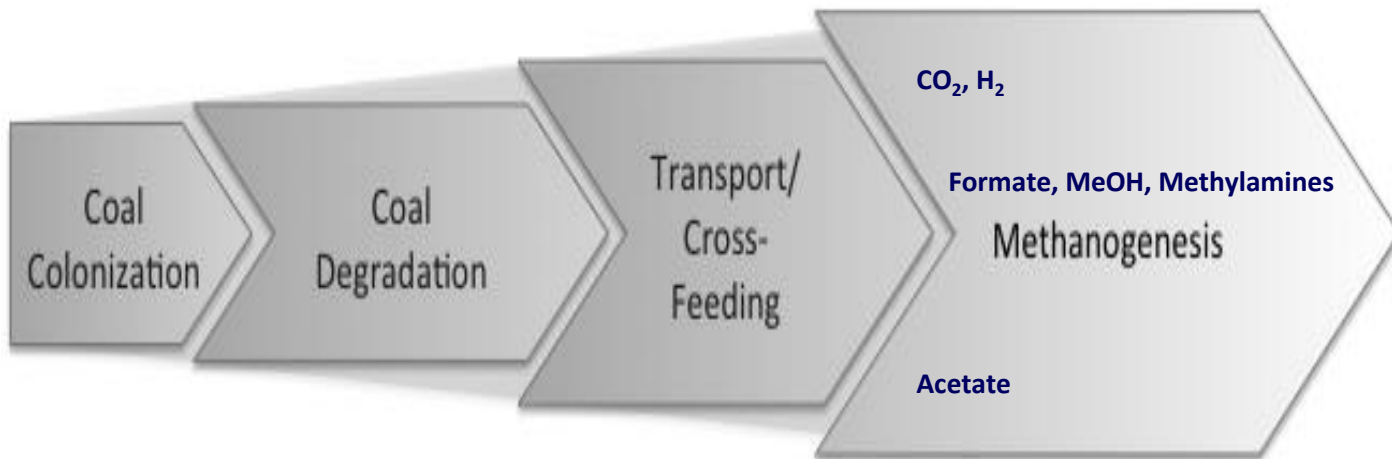 Coal
Colonization
Coal
Degradation
Transport/
Cross-
Feeding
CO₂, H₂
Formate, MeOH, Methylamines
Methanogenesis
Acetate